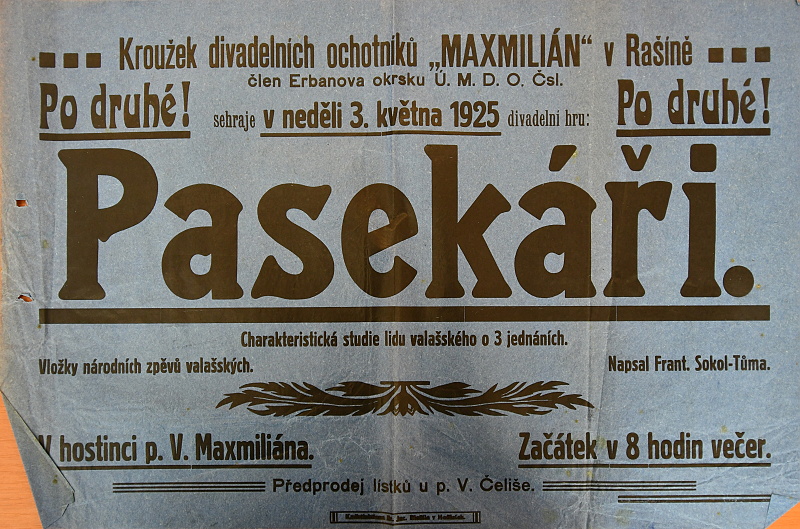 Kroužek divadelních ochotníků „MAXMILIÁN“ v Rašíně
člen Erbanova okrsku Ú. M. D. O. Čsl.
Po druhé!
sehraje v neděli 3. května 1925 divadelní hru:
Po druhé!
Pasekáři.
Charakteristická studie lidu valašského o 3 jednáních.
Vložky národních zpěvů valašských.
Napsal Frant. Sokol-Tůma.
V hostinci p. V. Maxmiliána.
Začátek v 8 hodin večer.
Předprodej lístků u p. V. Čeliše.